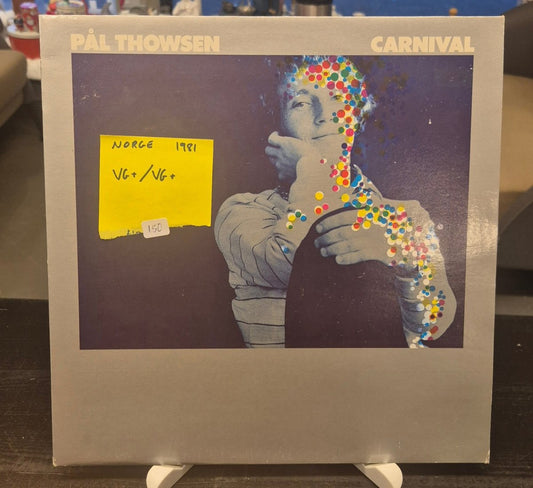 PÅL THOWSEN CARNIVAL
NORGE 1981
VG+/VG+
150